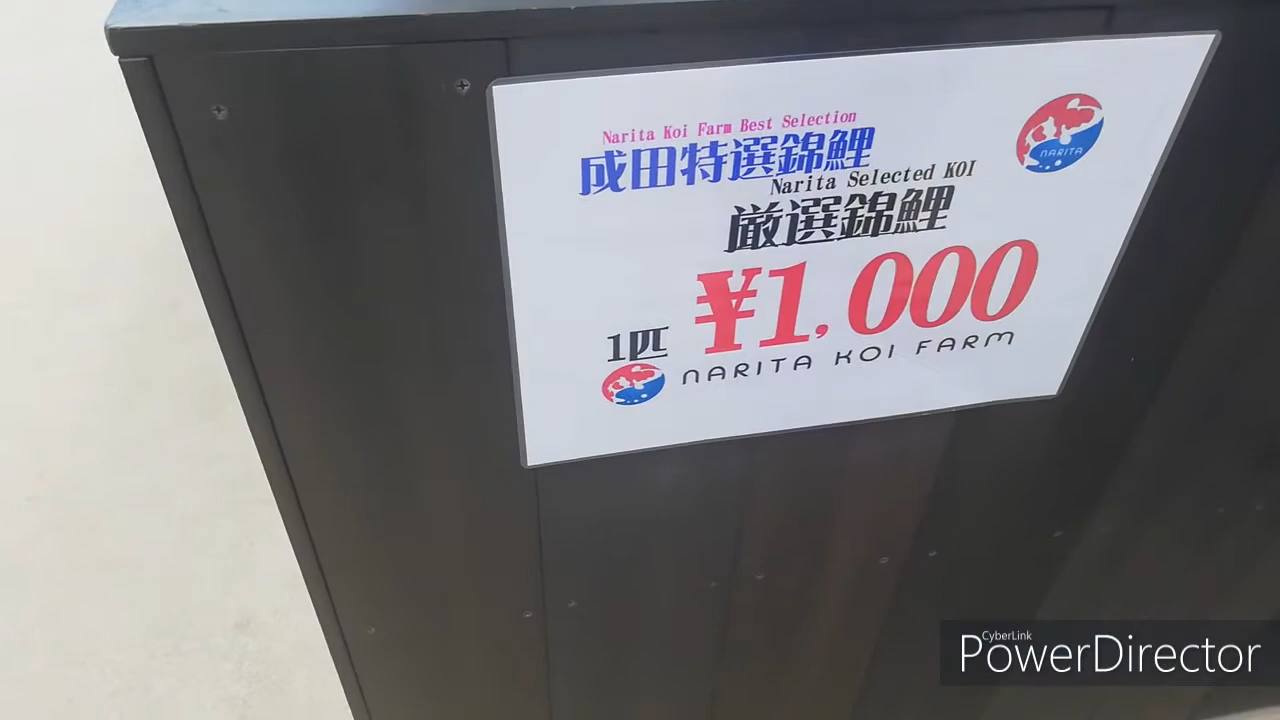 Narita Koi Farm Best Selection
成田特選錦鯉
Narita Selected KOI
厳選錦鯉
NARITA
1匹 ¥1,000
NARITA KOI FARM
CyberLink
PowerDirector